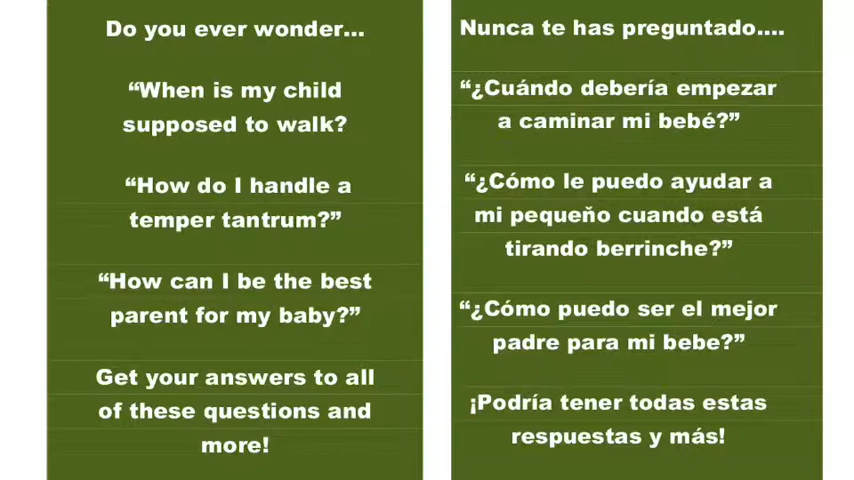 Do you ever wonder...
“When is my child
supposed to walk?
“How do I handle a
temper tantrum?”
“How can I be the best
parent for my baby?”
Get your answers to all
of these questions and
more!
Nunca te has preguntado....
“¿Cuándo debería empezar
a caminar mi bebé?”
“¿Cómo le puedo ayudar a
mi pequeňo cuando está
tirando berrinche?”
“¿Cómo puedo ser el mejor
padre para mi bebe?”
¡Podría tener todas estas
respuestas y más!